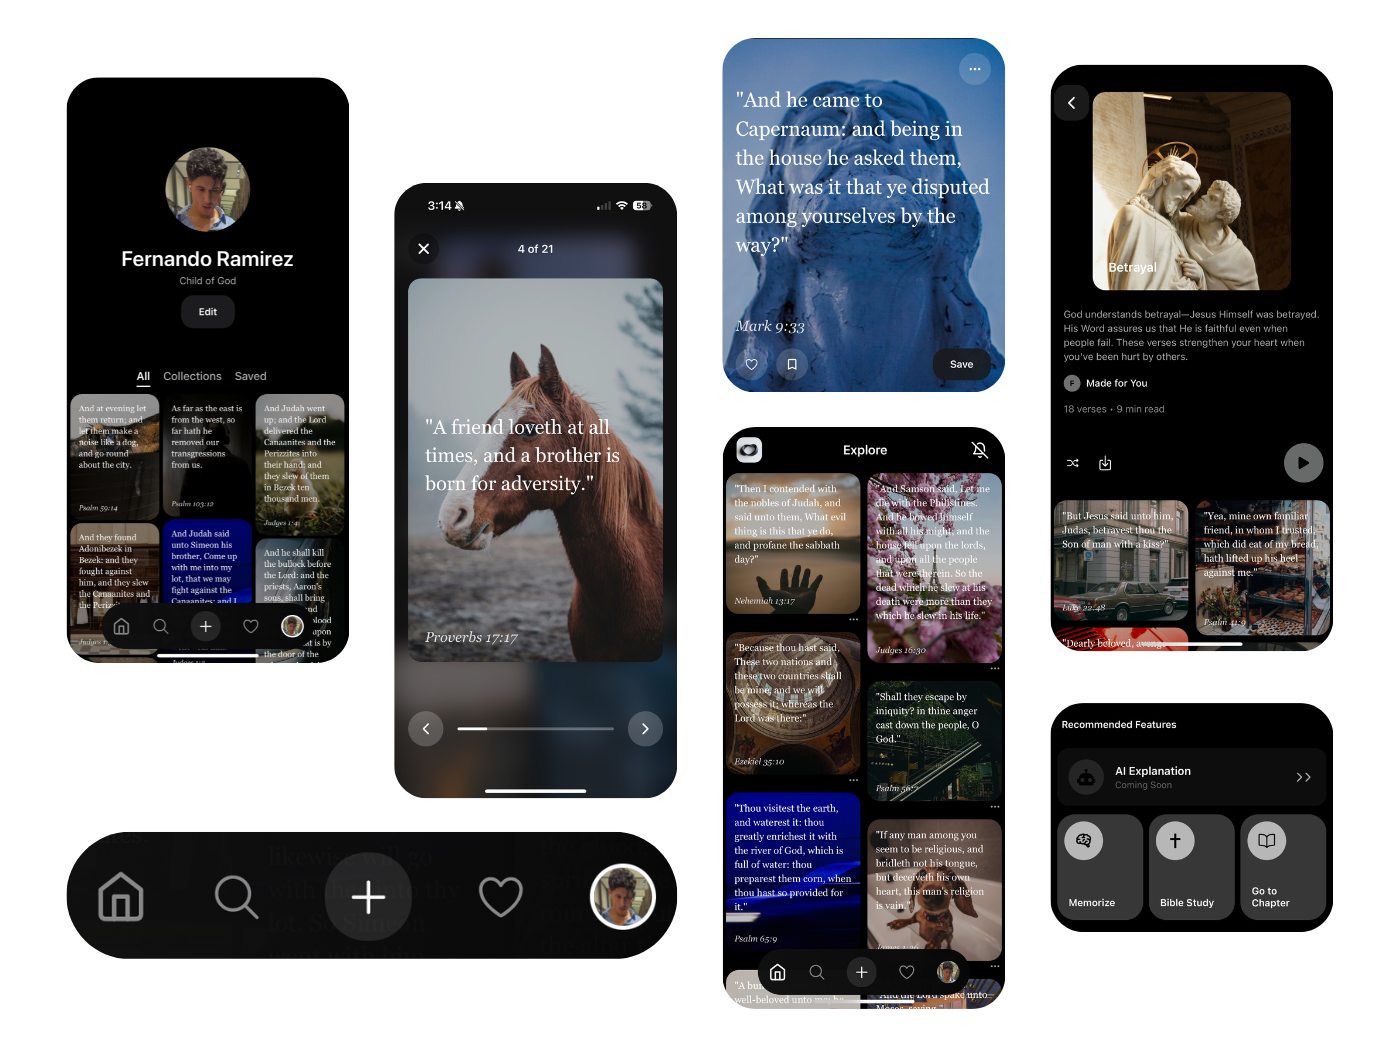 Fernando Ramirez
Child of God
Edit
All Collections Saved
And at evening let
them return; and
let them make a
noise like a dog,
and go round
about the city.
Psalm 59:14
And they found
Adonibezek in
Bezek: and they
fought against
him, and they slew
the Canaanites and
the Periz
Judges 1:
As far as the east is
from the west, so
far hath he
removed our
transgressions
from us.
Psalm 103:12
And Judah said
unto Simeon his
brother, Come up
with me into my
lot, that we may
fight against the
Canaanites; and I
And Judah went
up; and the Lord
delivered the
Canaanites and the
Perizzites into
their hand: and
they slew of them
in Bezek ten
thousand men.
Judges 1:4
And he shall kill
the bullock before
the Lord: and the
priests, Aaron's
sons, shall bring
and
blood
upon
at is by
the door of the
3:14
58
4 of 21
"A friend loveth at all
times, and a brother is
born for adversity."
Proverbs 17:17
likewise will go
"And he came to
Capernaum: and being in
the house he asked them,
What was it that ye disputed
among yourselves by the
way?"
Mark 9:33
Save
Explore
"Then I contended with
the nobles of Judah, and
said unto them, What evil
thing is this that ye do,
and profane the sabbath
day?"
Nehemiah 13:17
"Because thou hast said,
These two nations and
these two countries shall
be mine, and we will
possess it; whereas the
Lord was there:"
Ezekiel 35:10
"Thou visitest the earth,
and waterest it: thou
greatly enrichest it with
the river of God, which is
full of water: thou
preparest them corn, when
thou hast so provided for
it."
Psalm 65:9
"A bu
well-beloved unto me; he
"And Samson said, Let me
die with the Philistines.
And he bowed himself
with all his might; and the
house fell upon the lords,
and upon all the people
that were therein. So the
dead which he slew at his
death were more than they
which he slew in his life."
Judges 16:30
"Shall they escape by
iniquity? in thine anger
cast down the people, O
God."
Psalm 56:7
"If any man among you
seem to be religious, and
bridleth not his tongue,
but deceiveth his own
heart, this man's religion
is vain."
James 1:26
"And the Lord spake unto
Moses, saying,"
Betrayal
God understands betrayal—Jesus Himself was betrayed.
His Word assures us that He is faithful even when
people fail. These verses strengthen your heart when
you've been hurt by others.
F Made for You
18 verses • 9 min read
"But Jesus said unto him,
Judas, betrayest thou the
Son of man with a kiss?"
Luke 22:48
"Yea, mine own familiar
friend, in whom I trusted,
which did eat of my bread,
hath lifted up his heel
against me."
Psalm 41:9
"Dearly beloved, avenge
Recommended Features
AI Explanation
Coming Soon
Memorize
Bible Study
Go to
Chapter